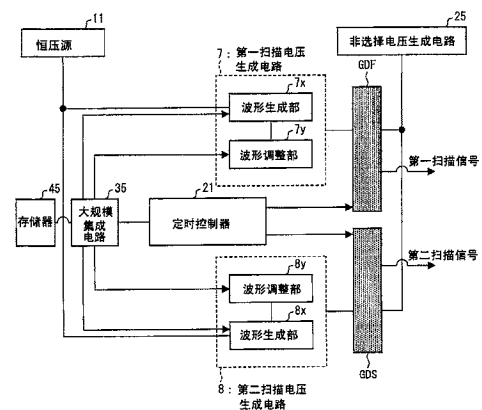 11
恒压源
25
非选择电压生成电路
7：第一扫描电压
生成电路
GDF
7x
波形生成部
7y
波形调整部
第一扫描信号
45
存储器
35
大规模
集成
电路
21
定时控制器
第二扫描信号
8y
波形调整部
8x
波形生成部
8：第二扫描电压
生成电路
GDS